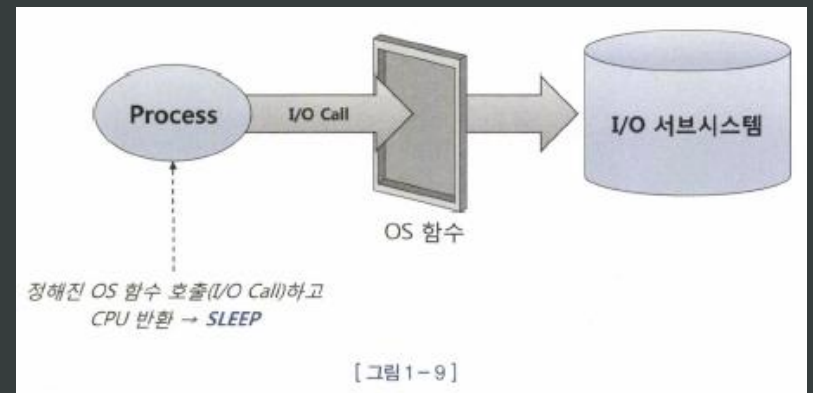 Process
I/O Call
I/O 서브시스템
OS 함수
정해진 OS 함수 호출(I/O Call)하고
CPU 반환 → SLEEP
[ 그림 1 - 9 ]